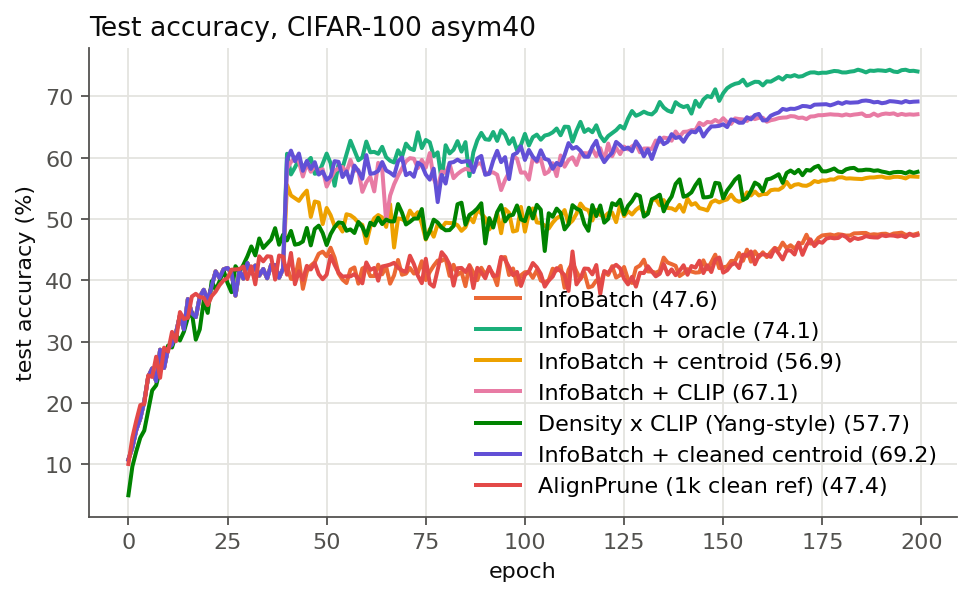 Test accuracy, CIFAR-100 asym40
test accuracy (%)
70
60
50
40
30
20
10
InfoBatch (47.6)
InfoBatch + oracle (74.1)
InfoBatch + centroid (56.9)
InfoBatch + CLIP (67.1)
Density x CLIP (Yang-style) (57.7)
InfoBatch + cleaned centroid (69.2)
AlignPrune (1k clean ref) (47.4)
0 25 50 75 100 125 150 175 200
epoch